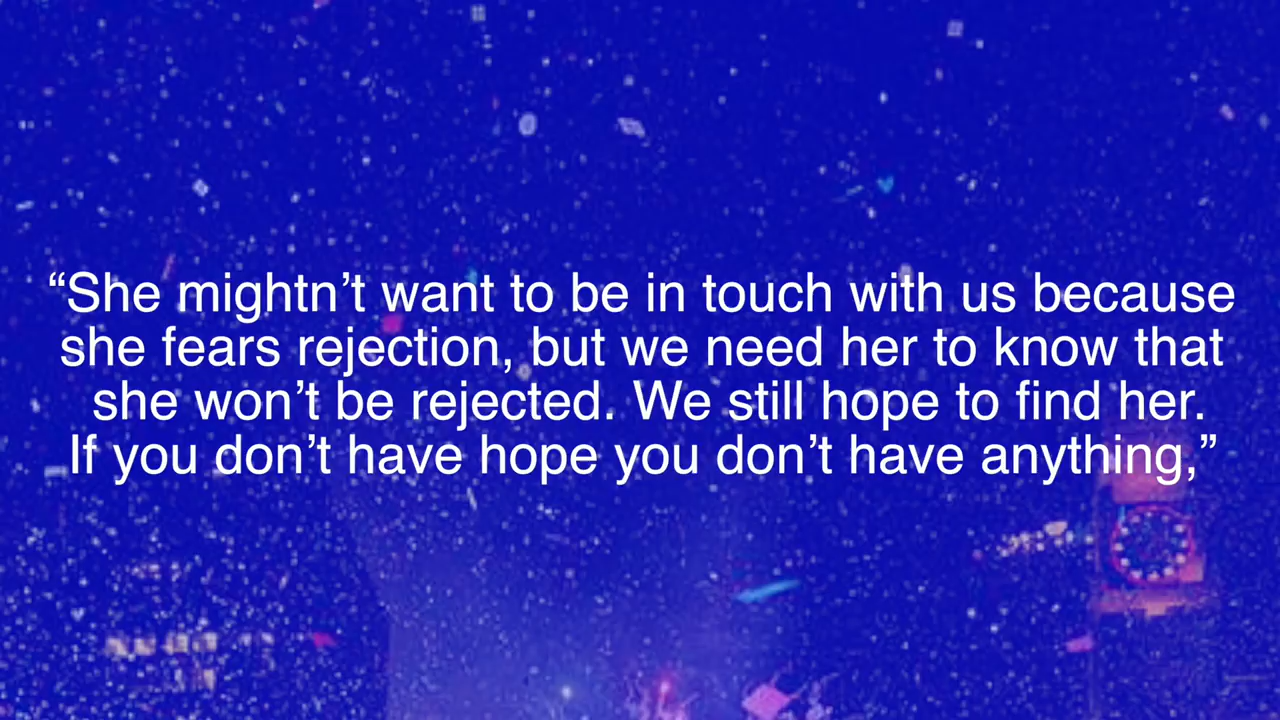 “She mightn’t want to be in touch with us because
she fears rejection, but we need her to know that
she won’t be rejected. We still hope to find her.
If you don’t have hope you don’t have anything,”